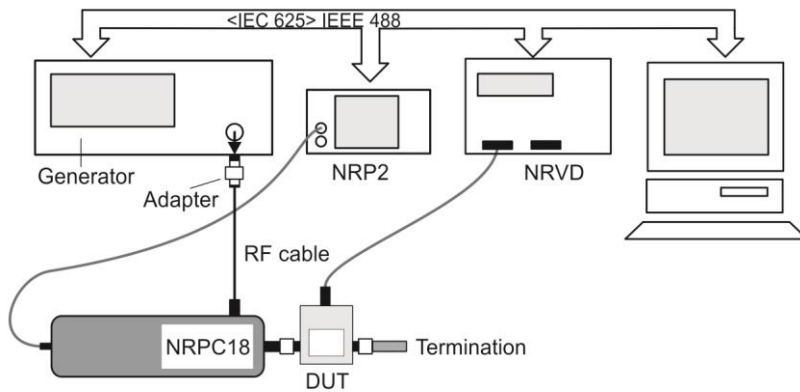 <IEC 625> IEEE 488
Generator
Adapter
NRP2
NRVD
RF cable
NRPC18
Termination
DUT